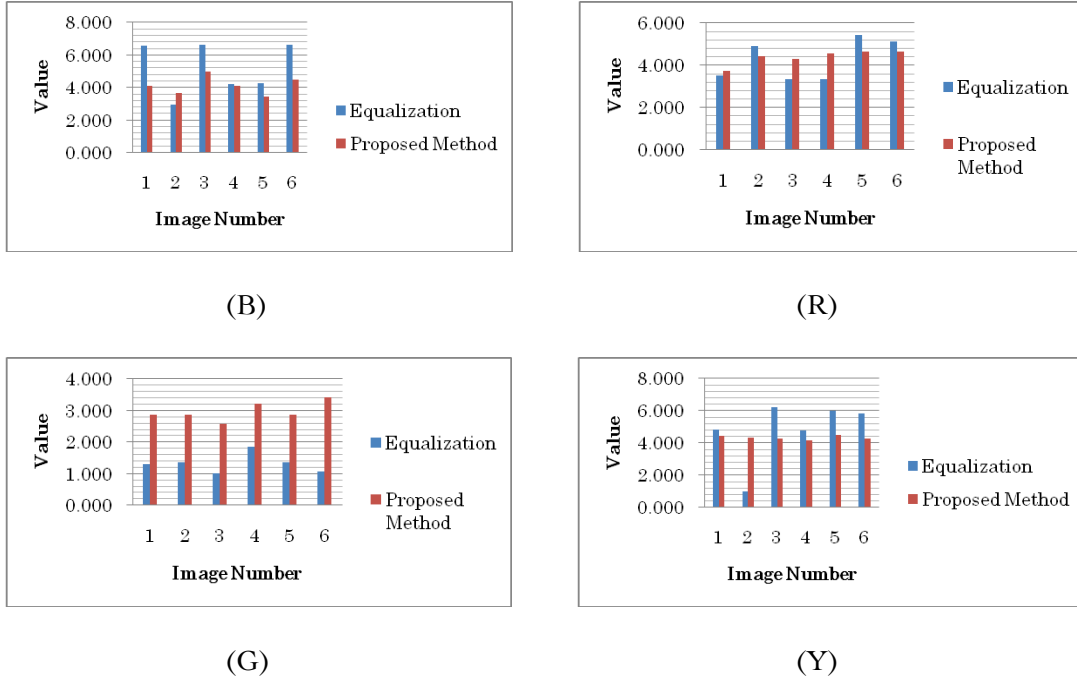 8.000
6.000
4.000
2.000
0.000
Value
1 2 3 4 5 6
Image Number
Equalization
Proposed Method
(B)
6.000
4.000
2.000
0.000
Value
1 2 3 4 5 6
Image Number
Equalization
Proposed
Method
(R)
4.000
3.000
2.000
1.000
0.000
Value
1 2 3 4 5 6
Image Number
Equalization
Proposed
Method
(G)
8.000
6.000
4.000
2.000
0.000
Value
1 2 3 4 5 6
Image Number
Equalization
Proposed Method
(Y)